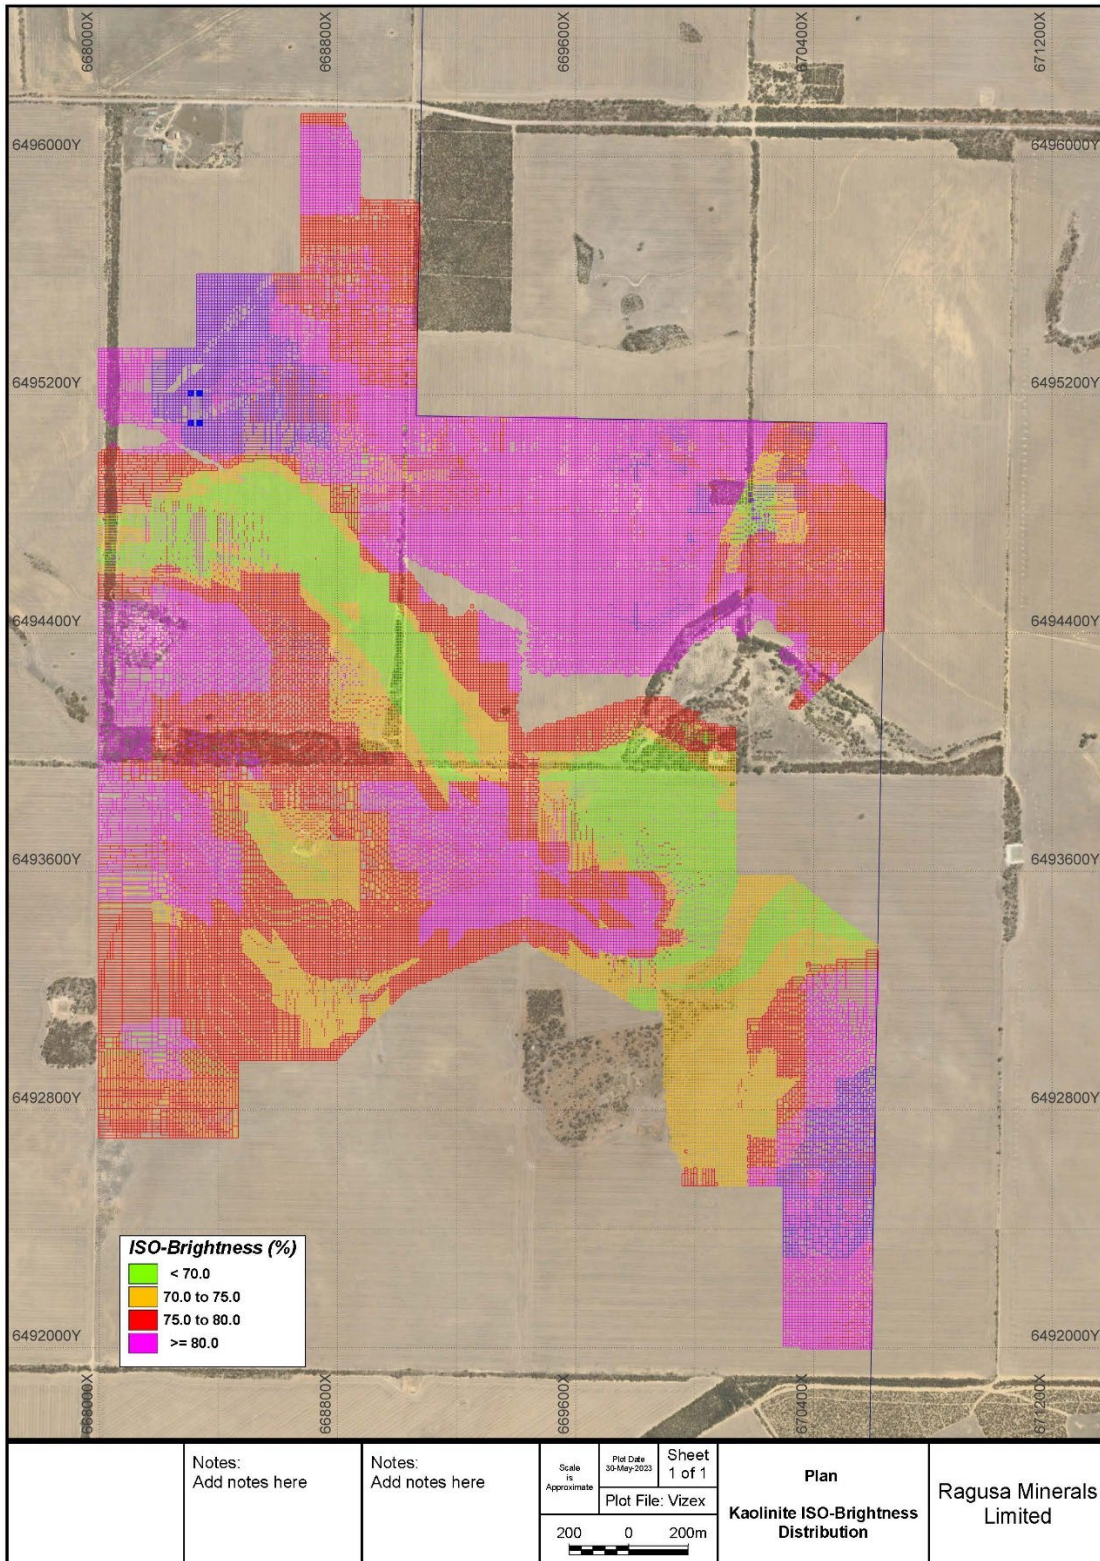 668000X
668800X
669600X
670400X
671200X
6496000Y
6496000Y
6495200Y
6495200Y
6494400Y
6494400Y
6493600Y
6493600Y
6492800Y
6492800Y
ISO-Brightness (%)
< 70.0
70.0 to 75.0
75.0 to 80.0
>= 80.0
6492000Y
6492000Y
668000X
668800X
669600X
670400X
671200X
Notes:
Add notes here
Notes:
Add notes here
Scale
is
Approximate
Plot Date
30-May-2023
Sheet
1 of 1
Plot File: Vizex
200 0 200m
Plan
Kaolinite ISO-Brightness
Distribution
Ragusa Minerals
Limited